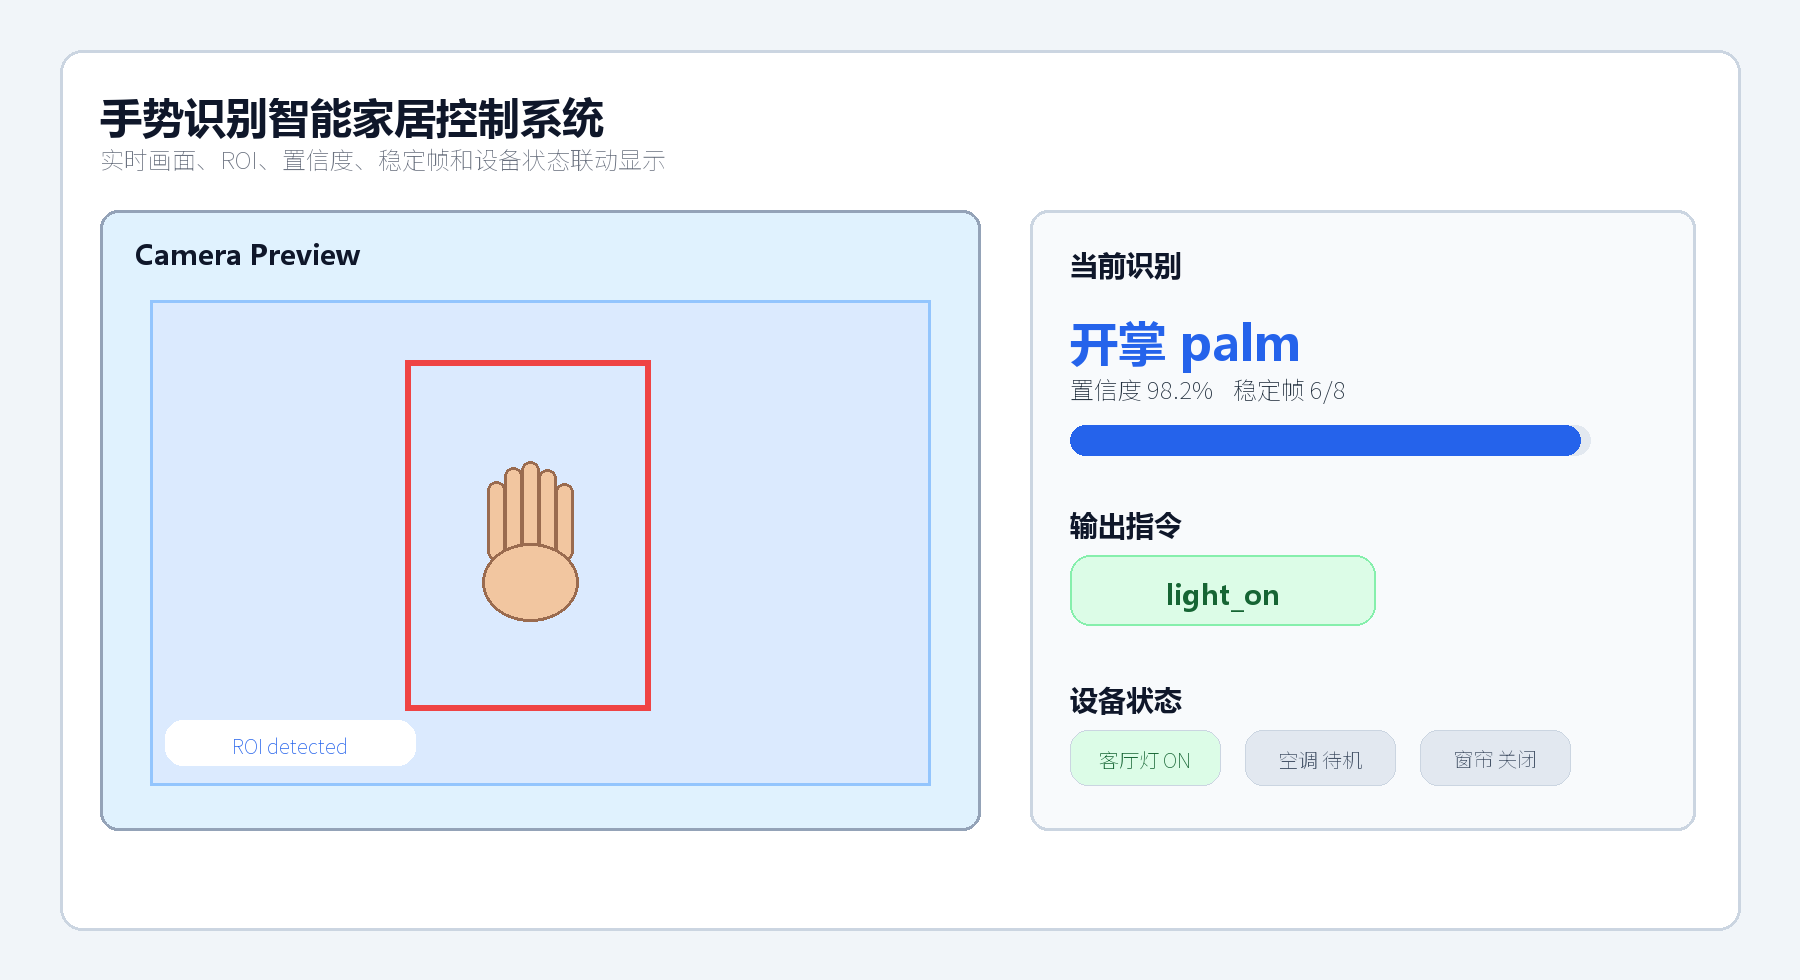 手势识别智能家居控制系统
实时画面、ROI、置信度、稳定帧和设备状态联动显示
Camera Preview
ROI detected
当前识别
开掌 palm
置信度 98.2% 稳定帧 6/8
输出指令
light_on
设备状态
客厅灯 ON
空调 待机
窗帘 关闭